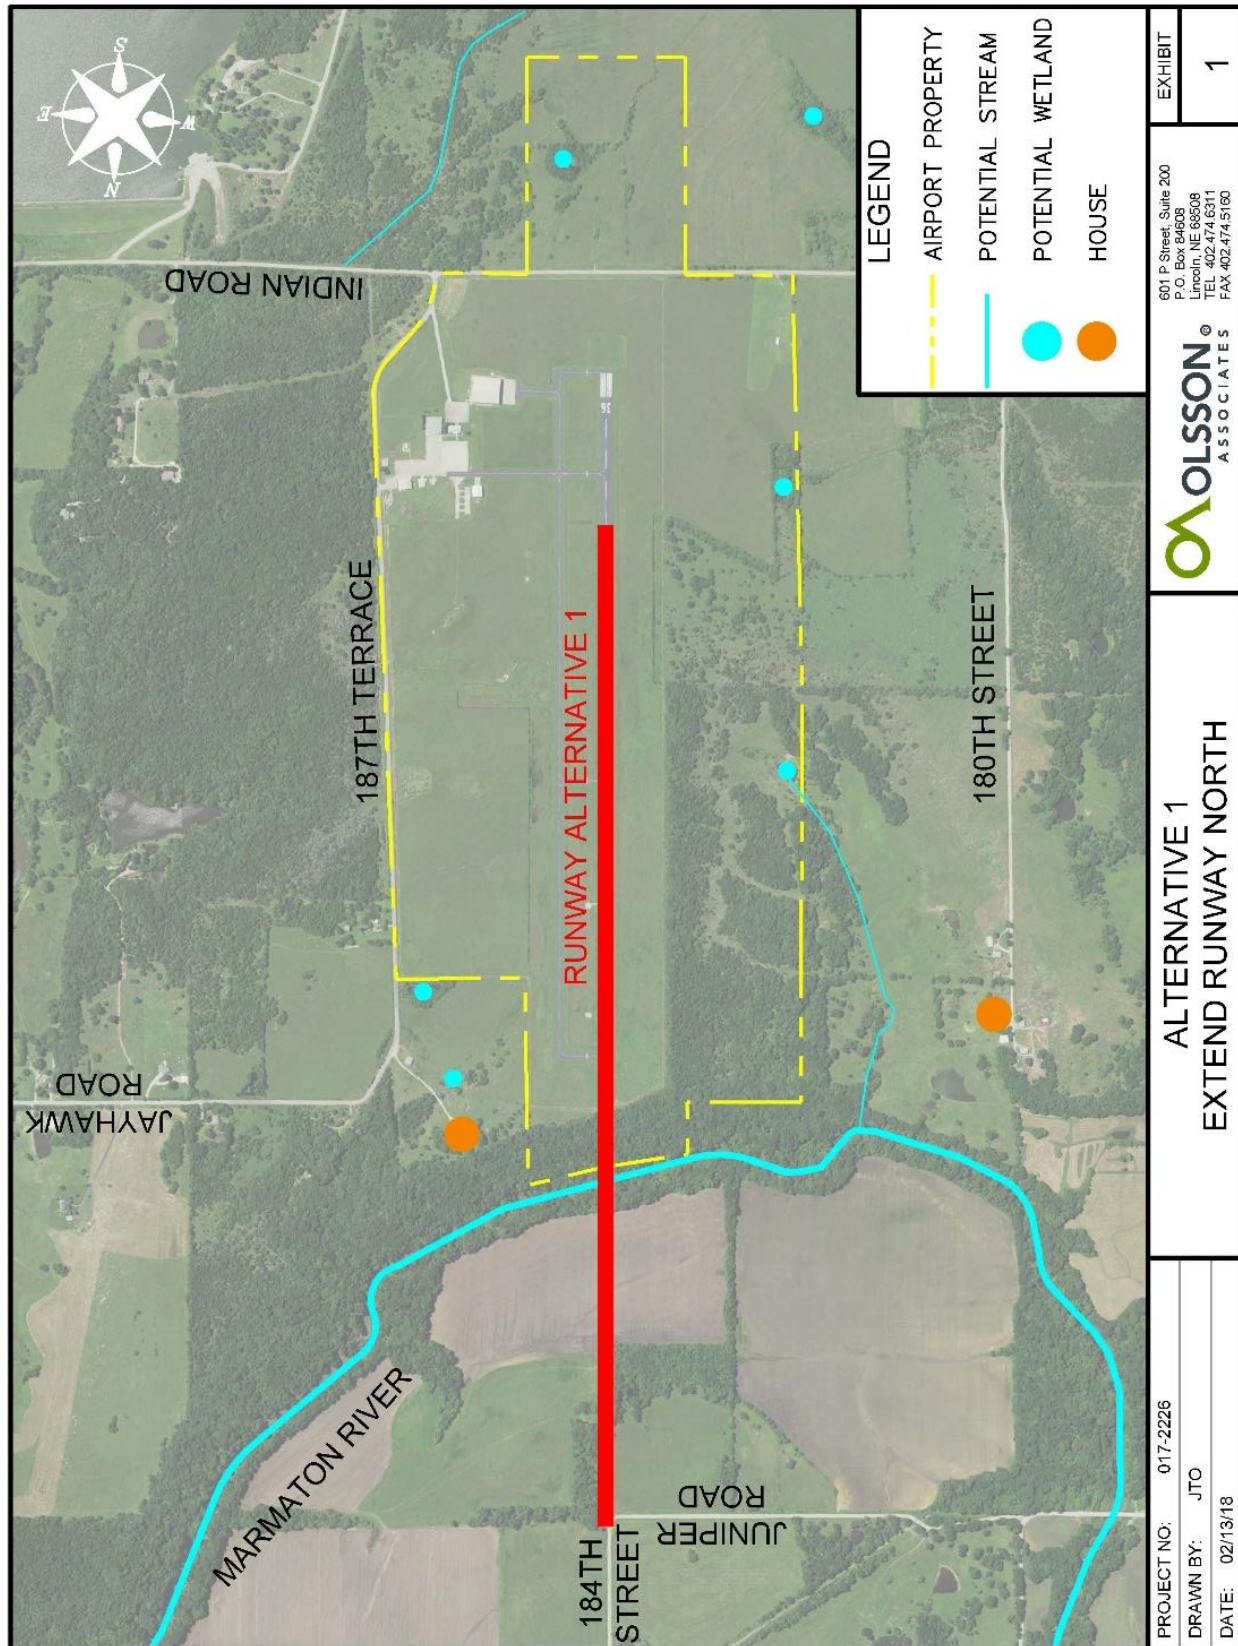 S
E
W
N
INDIAN ROAD
187TH TERRACE
JAYHAWK
ROAD
RUNWAY ALTERNATIVE 1
36
180TH STREET
MARMATON RIVER
184TH
STREET
JUNIPER
ROAD
LEGEND
AIRPORT PROPERTY
POTENTIAL STREAM
POTENTIAL WETLAND
HOUSE
PROJECT NO: 017-2226
DRAWN BY: JTO
DATE: 02/13/18
ALTERNATIVE 1
EXTEND RUNWAY NORTH
OLSSON®
ASSOCIATES
601 P Street, Suite 200
P.O. Box 84608
Lincoln, NE 68508
TEL 402.474.6311
FAX 402.474.5160
EXHIBIT
1